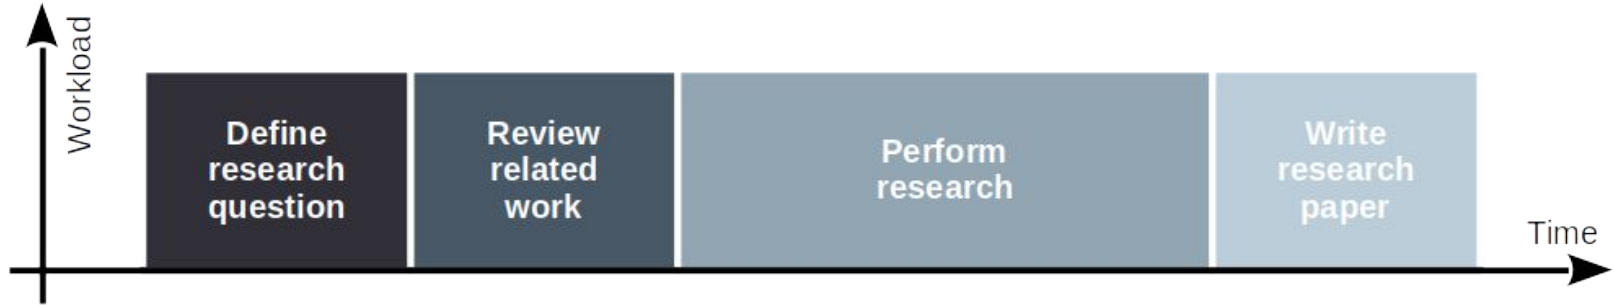 Workload
Define
research
question
Review
related
work
Perform
research
Write
research
paper
Time